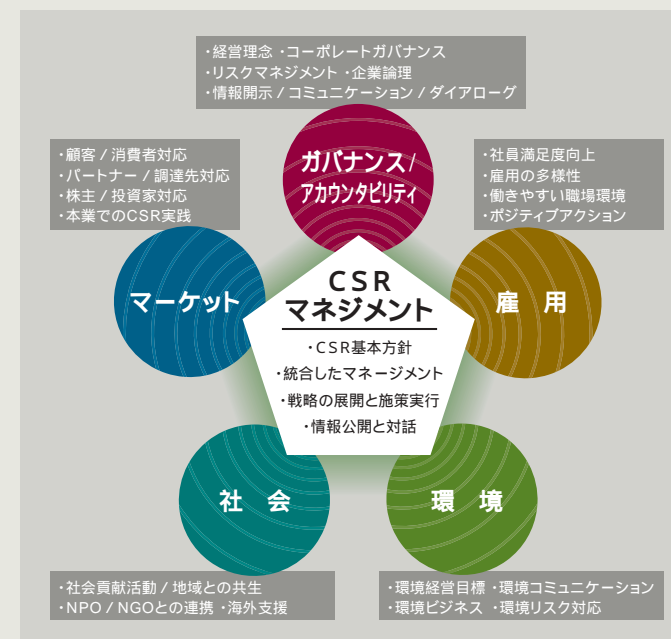 ・経営理念 ・コーポレートガバナンス
・リスクマネジメント ・企業論理
・情報開示 / コミュニケーション / ダイアローグ
ガバナンス/
アカウンタビリティ
・顧客 / 消費者対応
・パートナー / 調達先対応
・株主 / 投資家対応
・本業でのCSR実践
・社員満足度向上
・雇用の多様性
・働きやすい職場環境
・ポジティブアクション
マーケット
雇 用
CSR
マネジメント
・CSR基本方針
・統合したマネージメント
・戦略の展開と施策実行
・情報公開と対話
社 会
環 境
・社会貢献活動 / 地域との共生
・NPO / NGOとの連携 ・海外支援
・環境経営目標 ・環境コミュニケーション
・環境ビジネス ・環境リスク対応